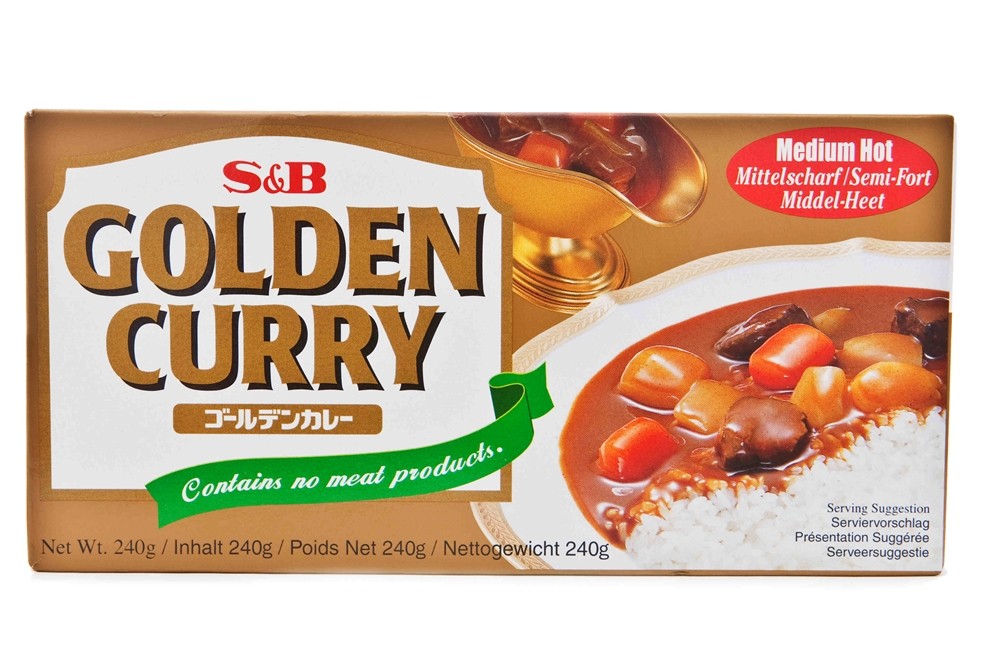 S&B
GOLDEN
CURRY
ゴールデンカレー
Contains no meat products.
Medium Hot
Mittelscharf/Semi-Fort
Middel-Heet
Serving Suggestion
Serviervorschlag
Présentation Suggérée
Serveersuggestie
Net Wt. 240g / Inhalt 240g / Poids Net 240g / Nettogewicht 240g